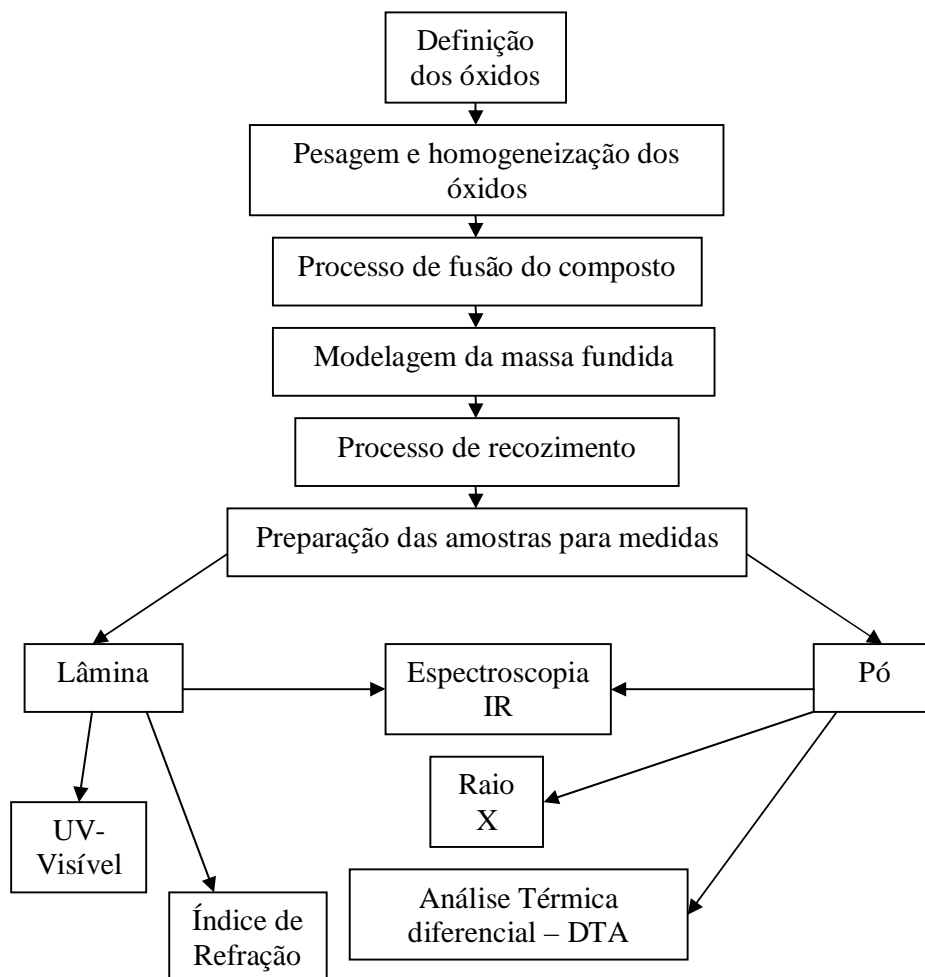 Definição
dos óxidos
Pesagem e homogeneização dos
óxidos
Processo de fusão do composto
Modelagem da massa fundida
Processo de recozimento
Preparação das amostras para medidas
Lâmina
Espectroscopia
IR
Pó
Raio
X
UV-
Visível
Análise Térmica
diferencial – DTA
Índice de
Refração